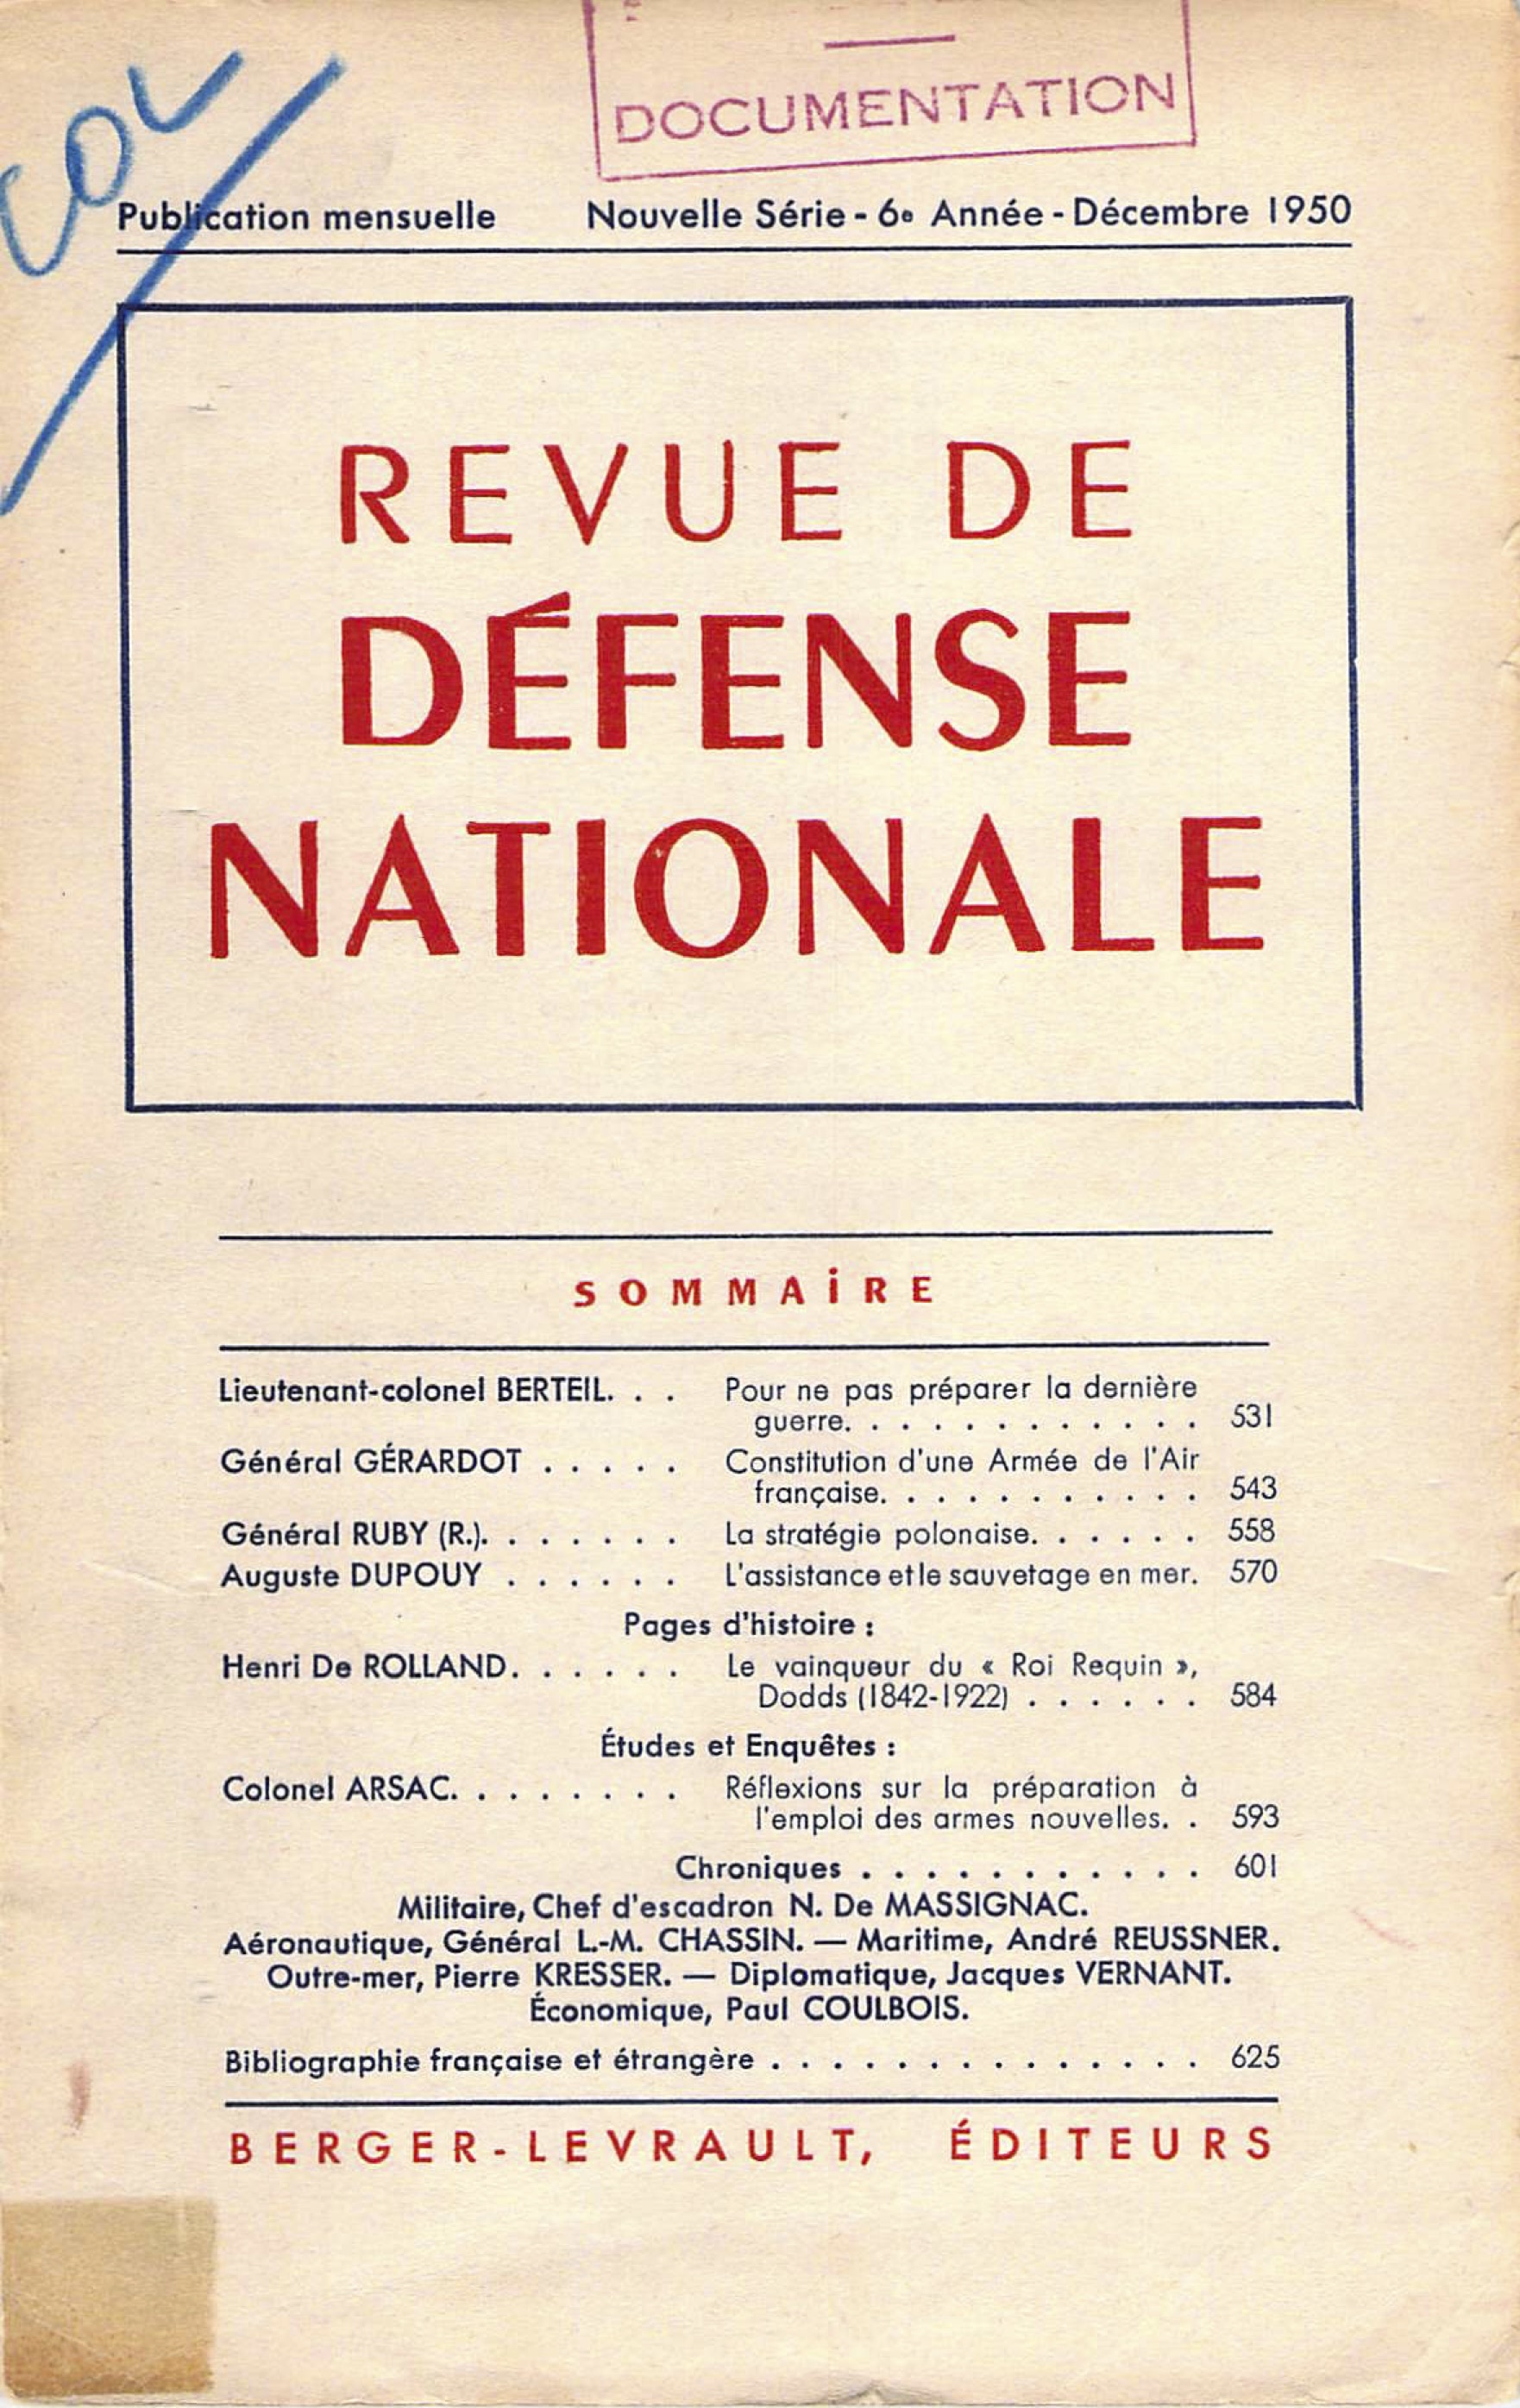 COL
DOCUMENTATION
Publication mensuelle Nouvelle Série - 6e Année - Décembre 1950
REVUE DE
DÉFENSE
NATIONALE
SOMMAiRE
Lieutenant-colonel BERTEIL. . . Pour ne pas préparer la dernière
guerre. . . . . . . . . . . . 531
Général GÉRARDOT . . . . . Constitution d'une Armée de l'Air
française. . . . . . . . . . . 543
Général RUBY (R.). . . . . . . La stratégie polonaise. . . . . . 558
Auguste DUPOUY . . . . . . L'assistance et le sauvetage en mer. 570
Pages d'histoire :
Henri De ROLLAND. . . . . . Le vainqueur du « Roi Requin »,
Dodds (1842-1922) . . . . . . 584
Études et Enquêtes :
Colonel ARSAC. . . . . . . . Réflexions sur la préparation à
l'emploi des armes nouvelles. . 593
Chroniques . . . . . . . . . . . 601
Militaire, Chef d'escadron N. De MASSIGNAC.
Aéronautique, Général L.-M. CHASSIN. — Maritime, André REUSSNER.
Outre-mer, Pierre KRESSER. — Diplomatique, Jacques VERNANT.
Économique, Paul COULBOIS.
Bibliographie française et étrangère . . . . . . . . . . . . . . 625
BERGER-LEVRAULT, ÉDITEURS